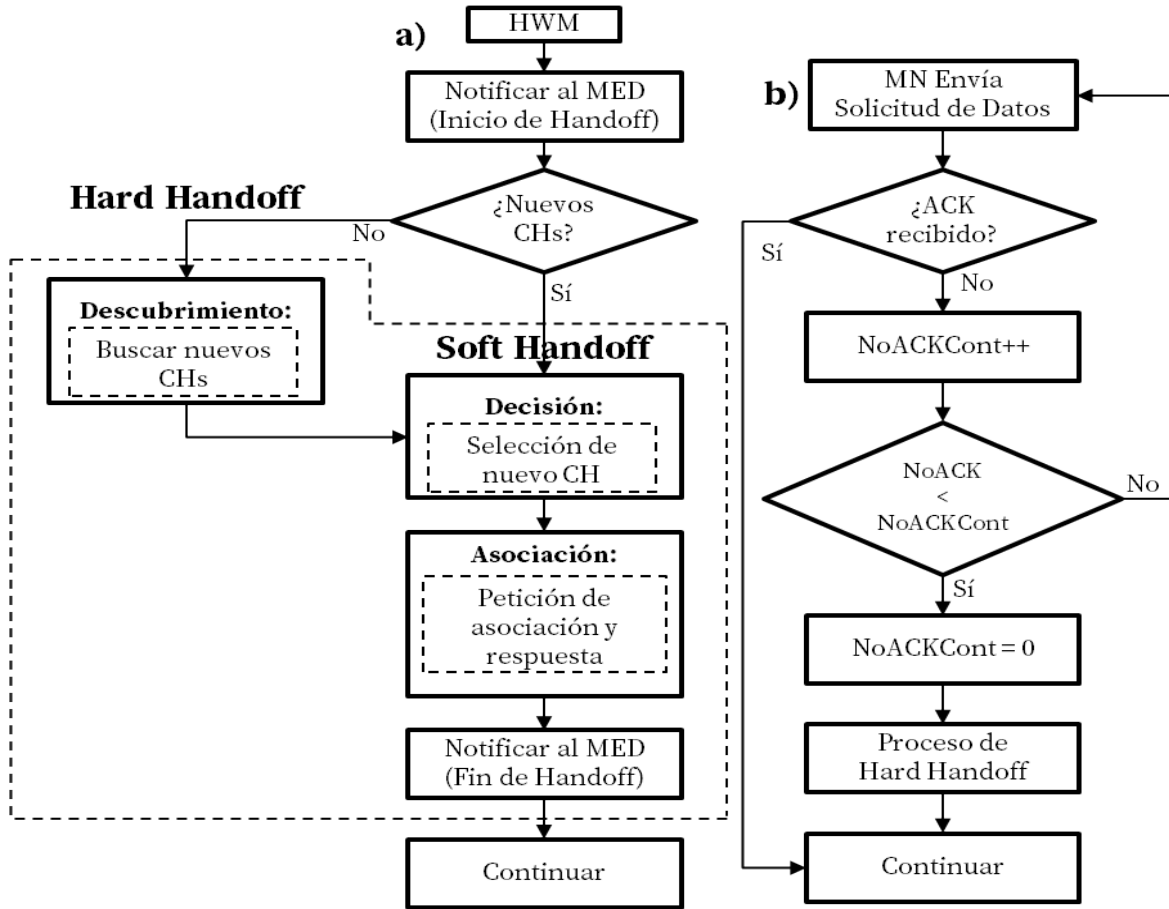 a)
HWM
Notificar al MED
(Inicio de Handoff)
¿Nuevos
CHs?
No
Sí
Hard Handoff
Descubrimiento:
Buscar nuevos
CHs
Soft Handoff
Decisión:
Selección de
nuevo CH
Asociación:
Petición de
asociación y
respuesta
Notificar al MED
(Fin de Handoff)
Continuar
b)
MN Envía
Solicitud de Datos
¿ACK
recibido?
Sí
No
NoACKCont++
NoACK
<
NoACKCont
No
Sí
NoACKCont = 0
Proceso de
Hard Handoff
Continuar